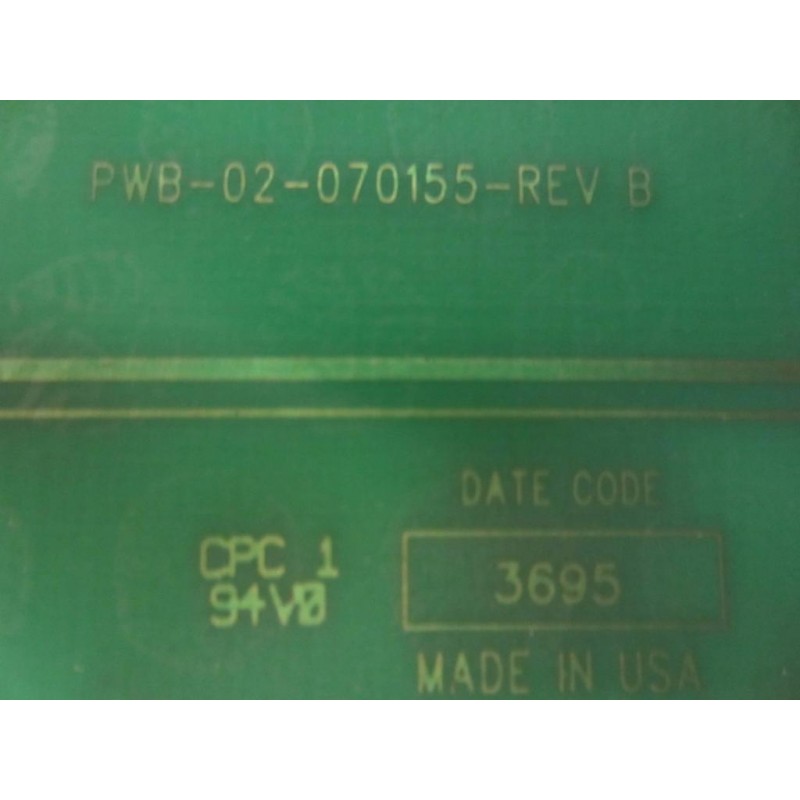 PWB-02-070155-REV B
DATE CODE
CPC 1
94V0
3695
MADE IN USA